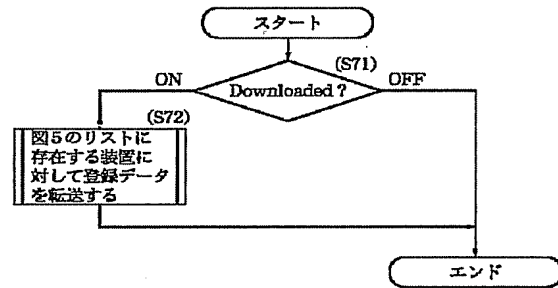 スタート
(S71)
ON
Downloaded？
OFF
(S72)
図5のリストに
存在する装置に
対して登録データ
を転送する
エンド